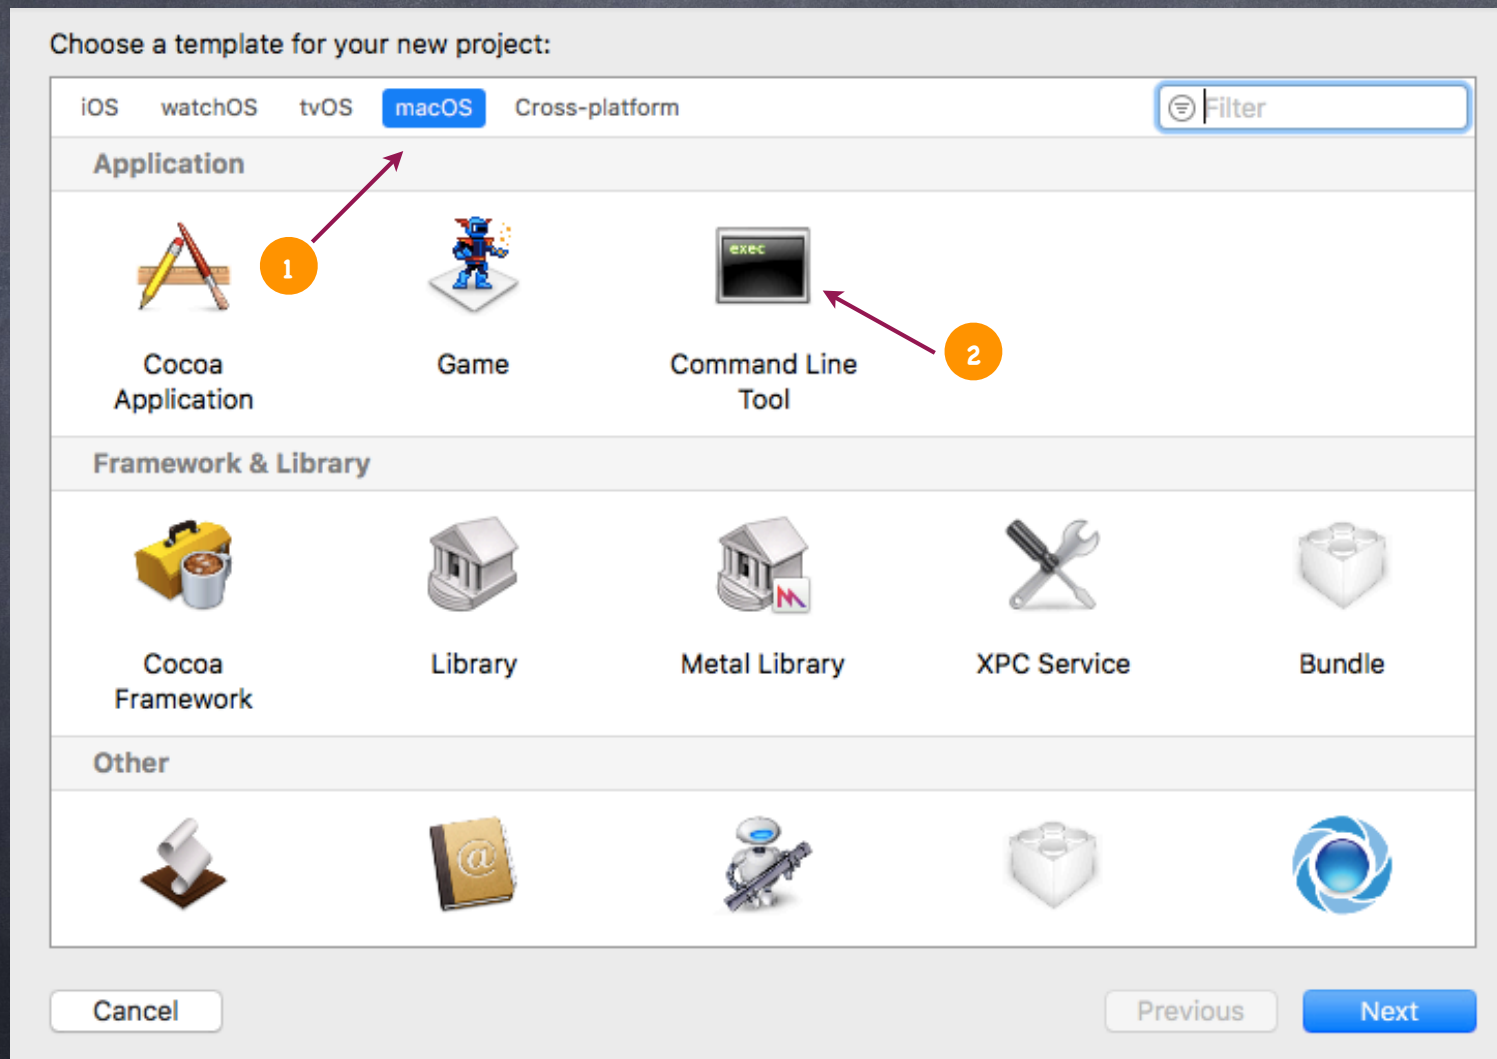 Choose a template for your new project:
iOS watchOS tvOS macOS Cross-platform Filter
Application
1
exec
2
Cocoa Application
Game
Command Line Tool
Framework & Library
Cocoa Framework
Library
Metal Library
XPC Service
Bundle
Other
@
Cancel Previous Next